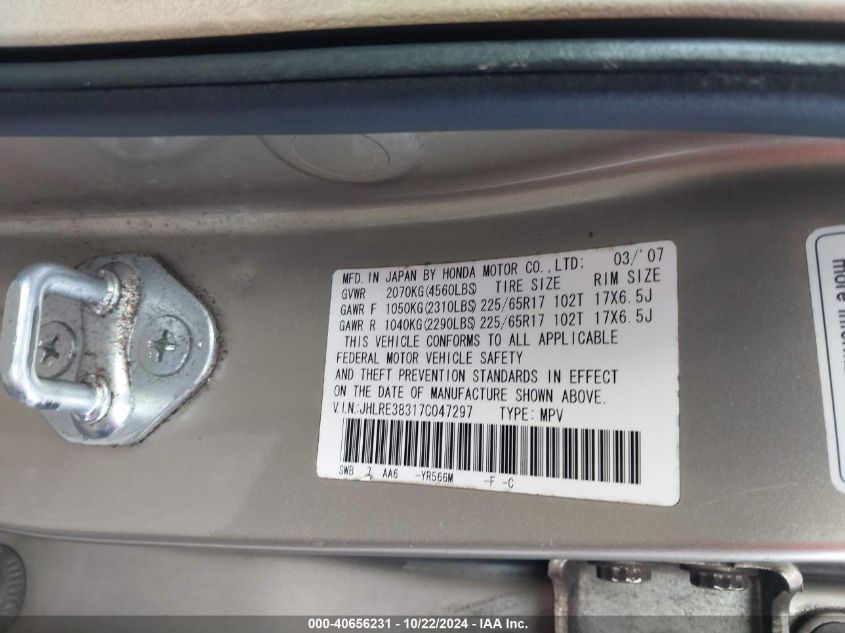 MFD. IN JAPAN BY HONDA MOTOR CO., LTD: 03/'07
GVWR 2070KG(4560LBS) TIRE SIZE RIM SIZE
GAWR F 1050KG(2310LBS) 225/65R17 102T 17X6.5J
GAWR R 1040KG(2290LBS) 225/65R17 102T 17X6.5J
THIS VEHICLE CONFORMS TO ALL APPLICABLE
FEDERAL MOTOR VEHICLE SAFETY
AND THEFT PREVENTION STANDARDS IN EFFECT
ON THE DATE OF MANUFACTURE SHOWN ABOVE.
V.I.N.:JHLRE38317C047297 TYPE: MPV
SWB 7 AA6 -YR566M -F -C
more
000-40656231 - 10/22/2024 - IAA Inc.